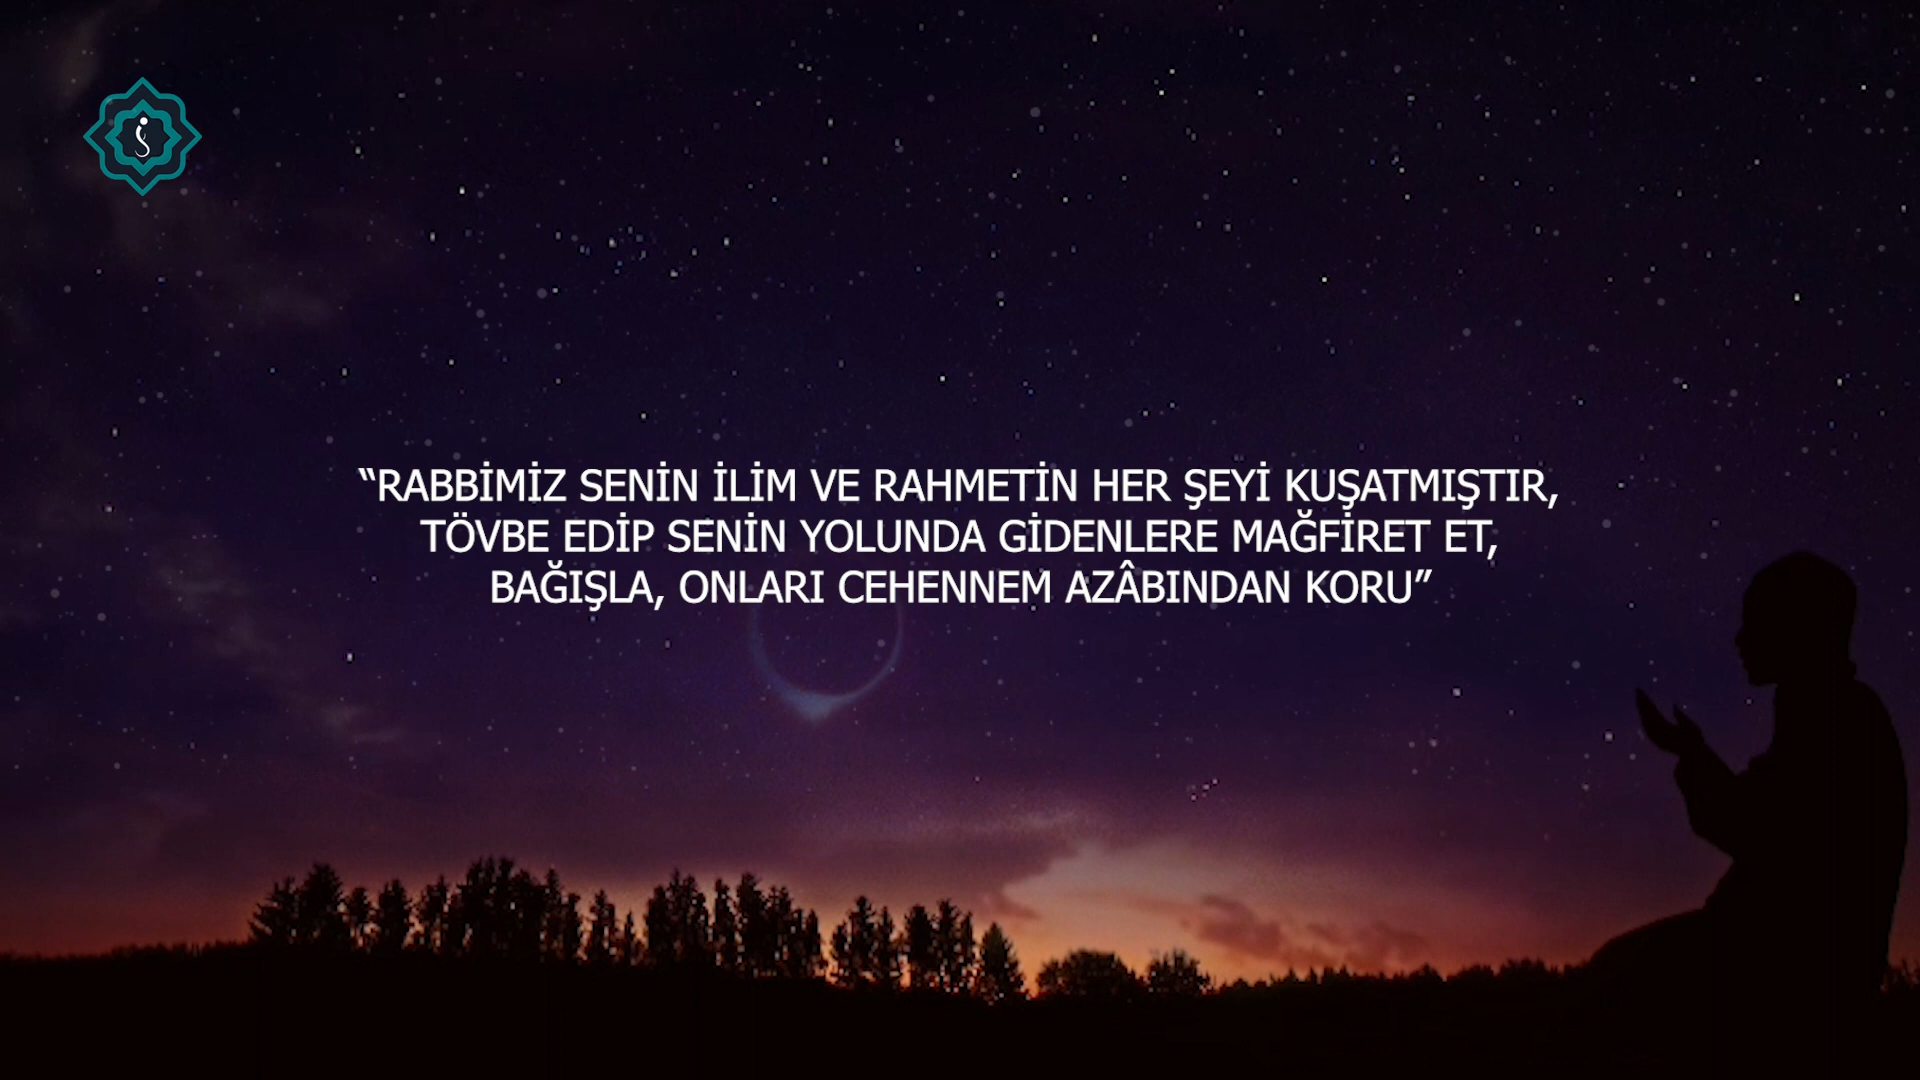 “RABBİMİZ SENİN İLİM VE RAHMETİN HER ŞEYİ KUŞATMIŞTIR,
TÖVBE EDİP SENİN YOLUNDA GİDENLERE MAĞFİRET ET,
BAĞIŞLA, ONLARI CEHENNEM AZÂBINDAN KORU”